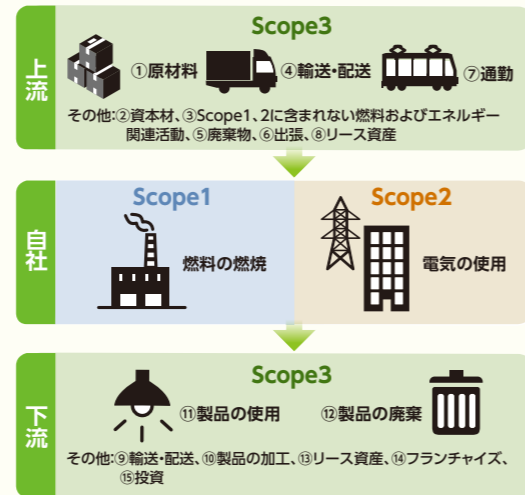 上流
Scope3
①原材料
④輸送・配送
⑦通勤
その他:②資本材、③Scope1、2に含まれない燃料およびエネルギー
関連活動、⑤廃棄物、⑥出張、⑧リース資産
自社
Scope1
燃料の燃焼
Scope2
電気の使用
下流
Scope3
⑪製品の使用
⑫製品の廃棄
その他:⑨輸送・配送、⑩製品の加工、⑬リース資産、⑭フランチャイズ、
⑮投資